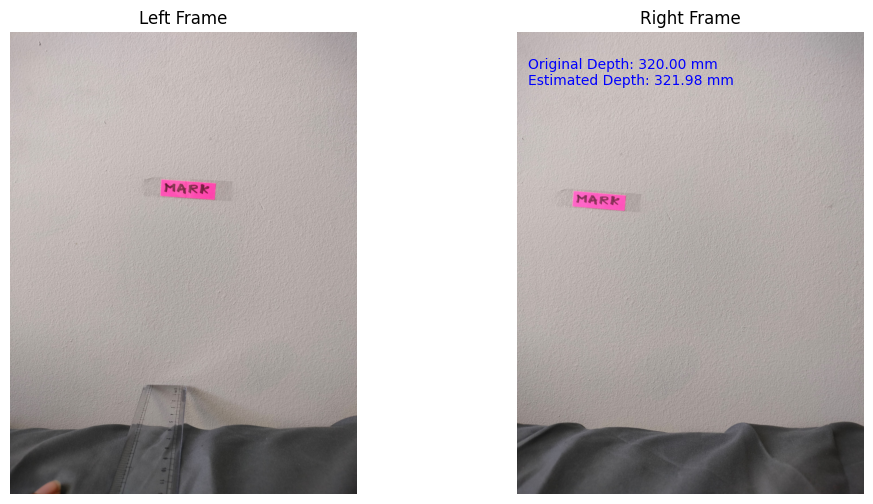 Left Frame
Right Frame
Original Depth: 320.00 mm
Estimated Depth: 321.98 mm
MARK
MARK